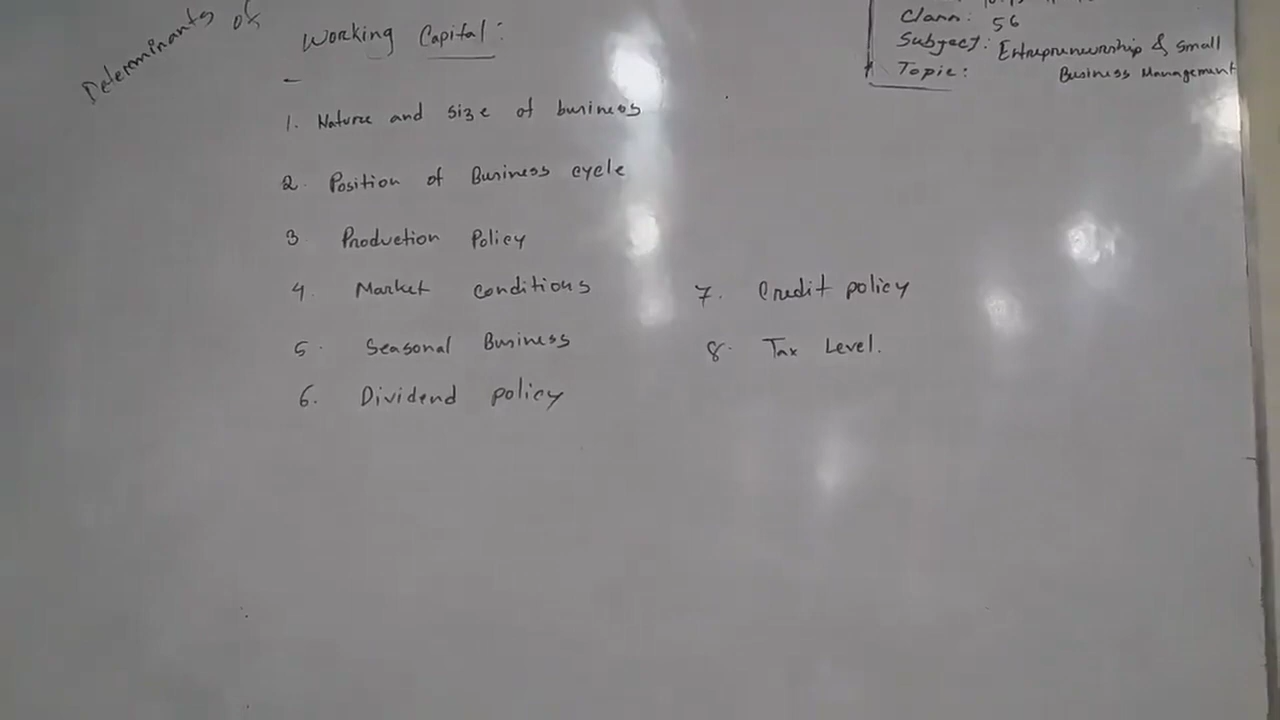 Determinants of
Working Capital:
1. Nature and size of business
2. Position of Business cycle
3. Production Policy
4. Market conditions
5. Seasonal Business
6. Dividend policy
7. Credit policy
8. Tax Level.
Class: 56
Subject: Entrepreneurship & Small
Business Management
Topic: